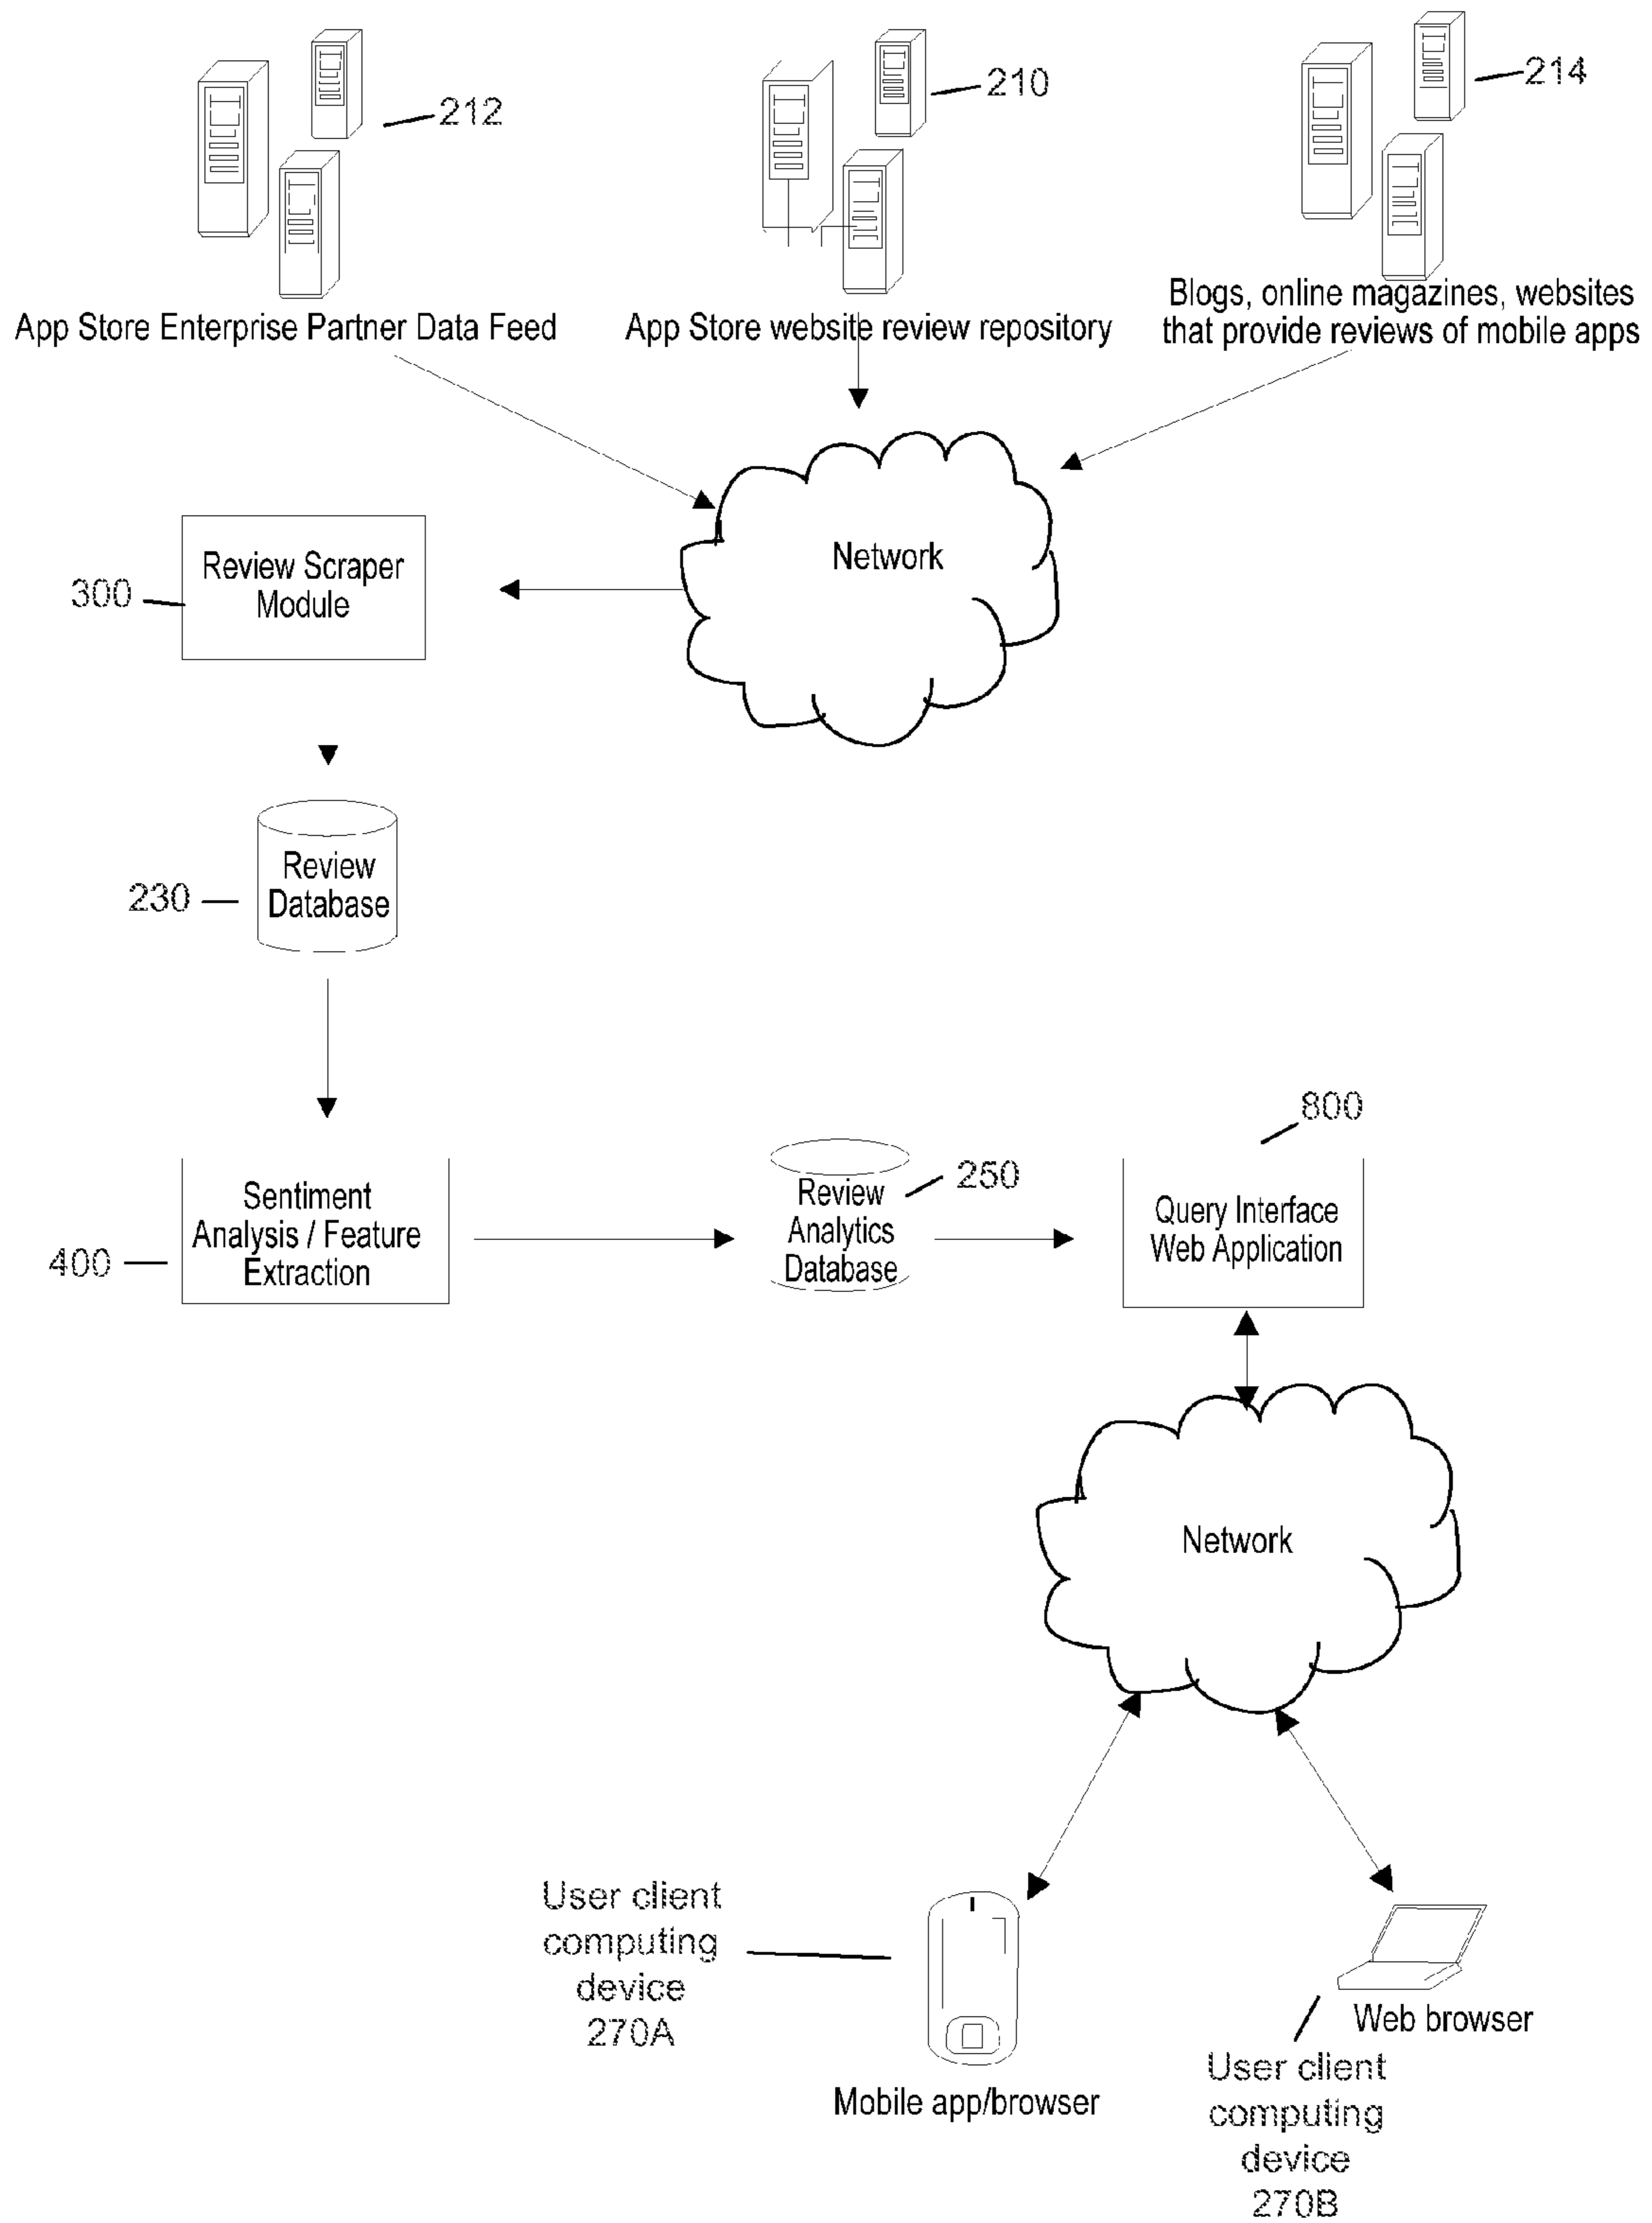 212
210
214
App Store Enterprise Partner Data Feed
App Store website review repository
Blogs, online magazines, websites
that provide reviews of mobile apps
Network
Review Scraper
Module
300
Review
Database
230
Sentiment
Analysis / Feature
Extraction
400
Review
Analytics
Database
250
800
Query Interface
Web Application
Network
User client
computing
device
270A
Mobile app/browser
Web browser
User client
computing
device
270B